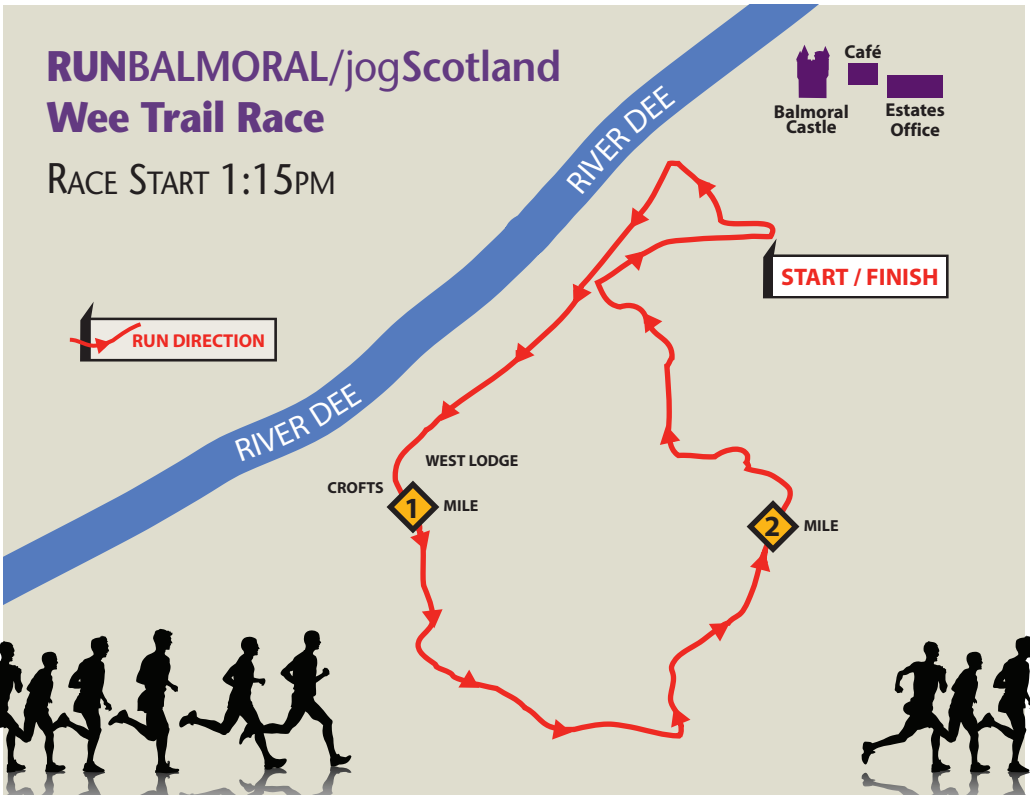 RUNBALMORAL/jogScotland
Wee Trail Race
RACE START 1:15PM
RIVER DEE
Café
Balmoral
Castle
Estates
Office
START / FINISH
RUN DIRECTION
RIVER DEE
WEST LODGE
CROFTS
1 MILE
2 MILE